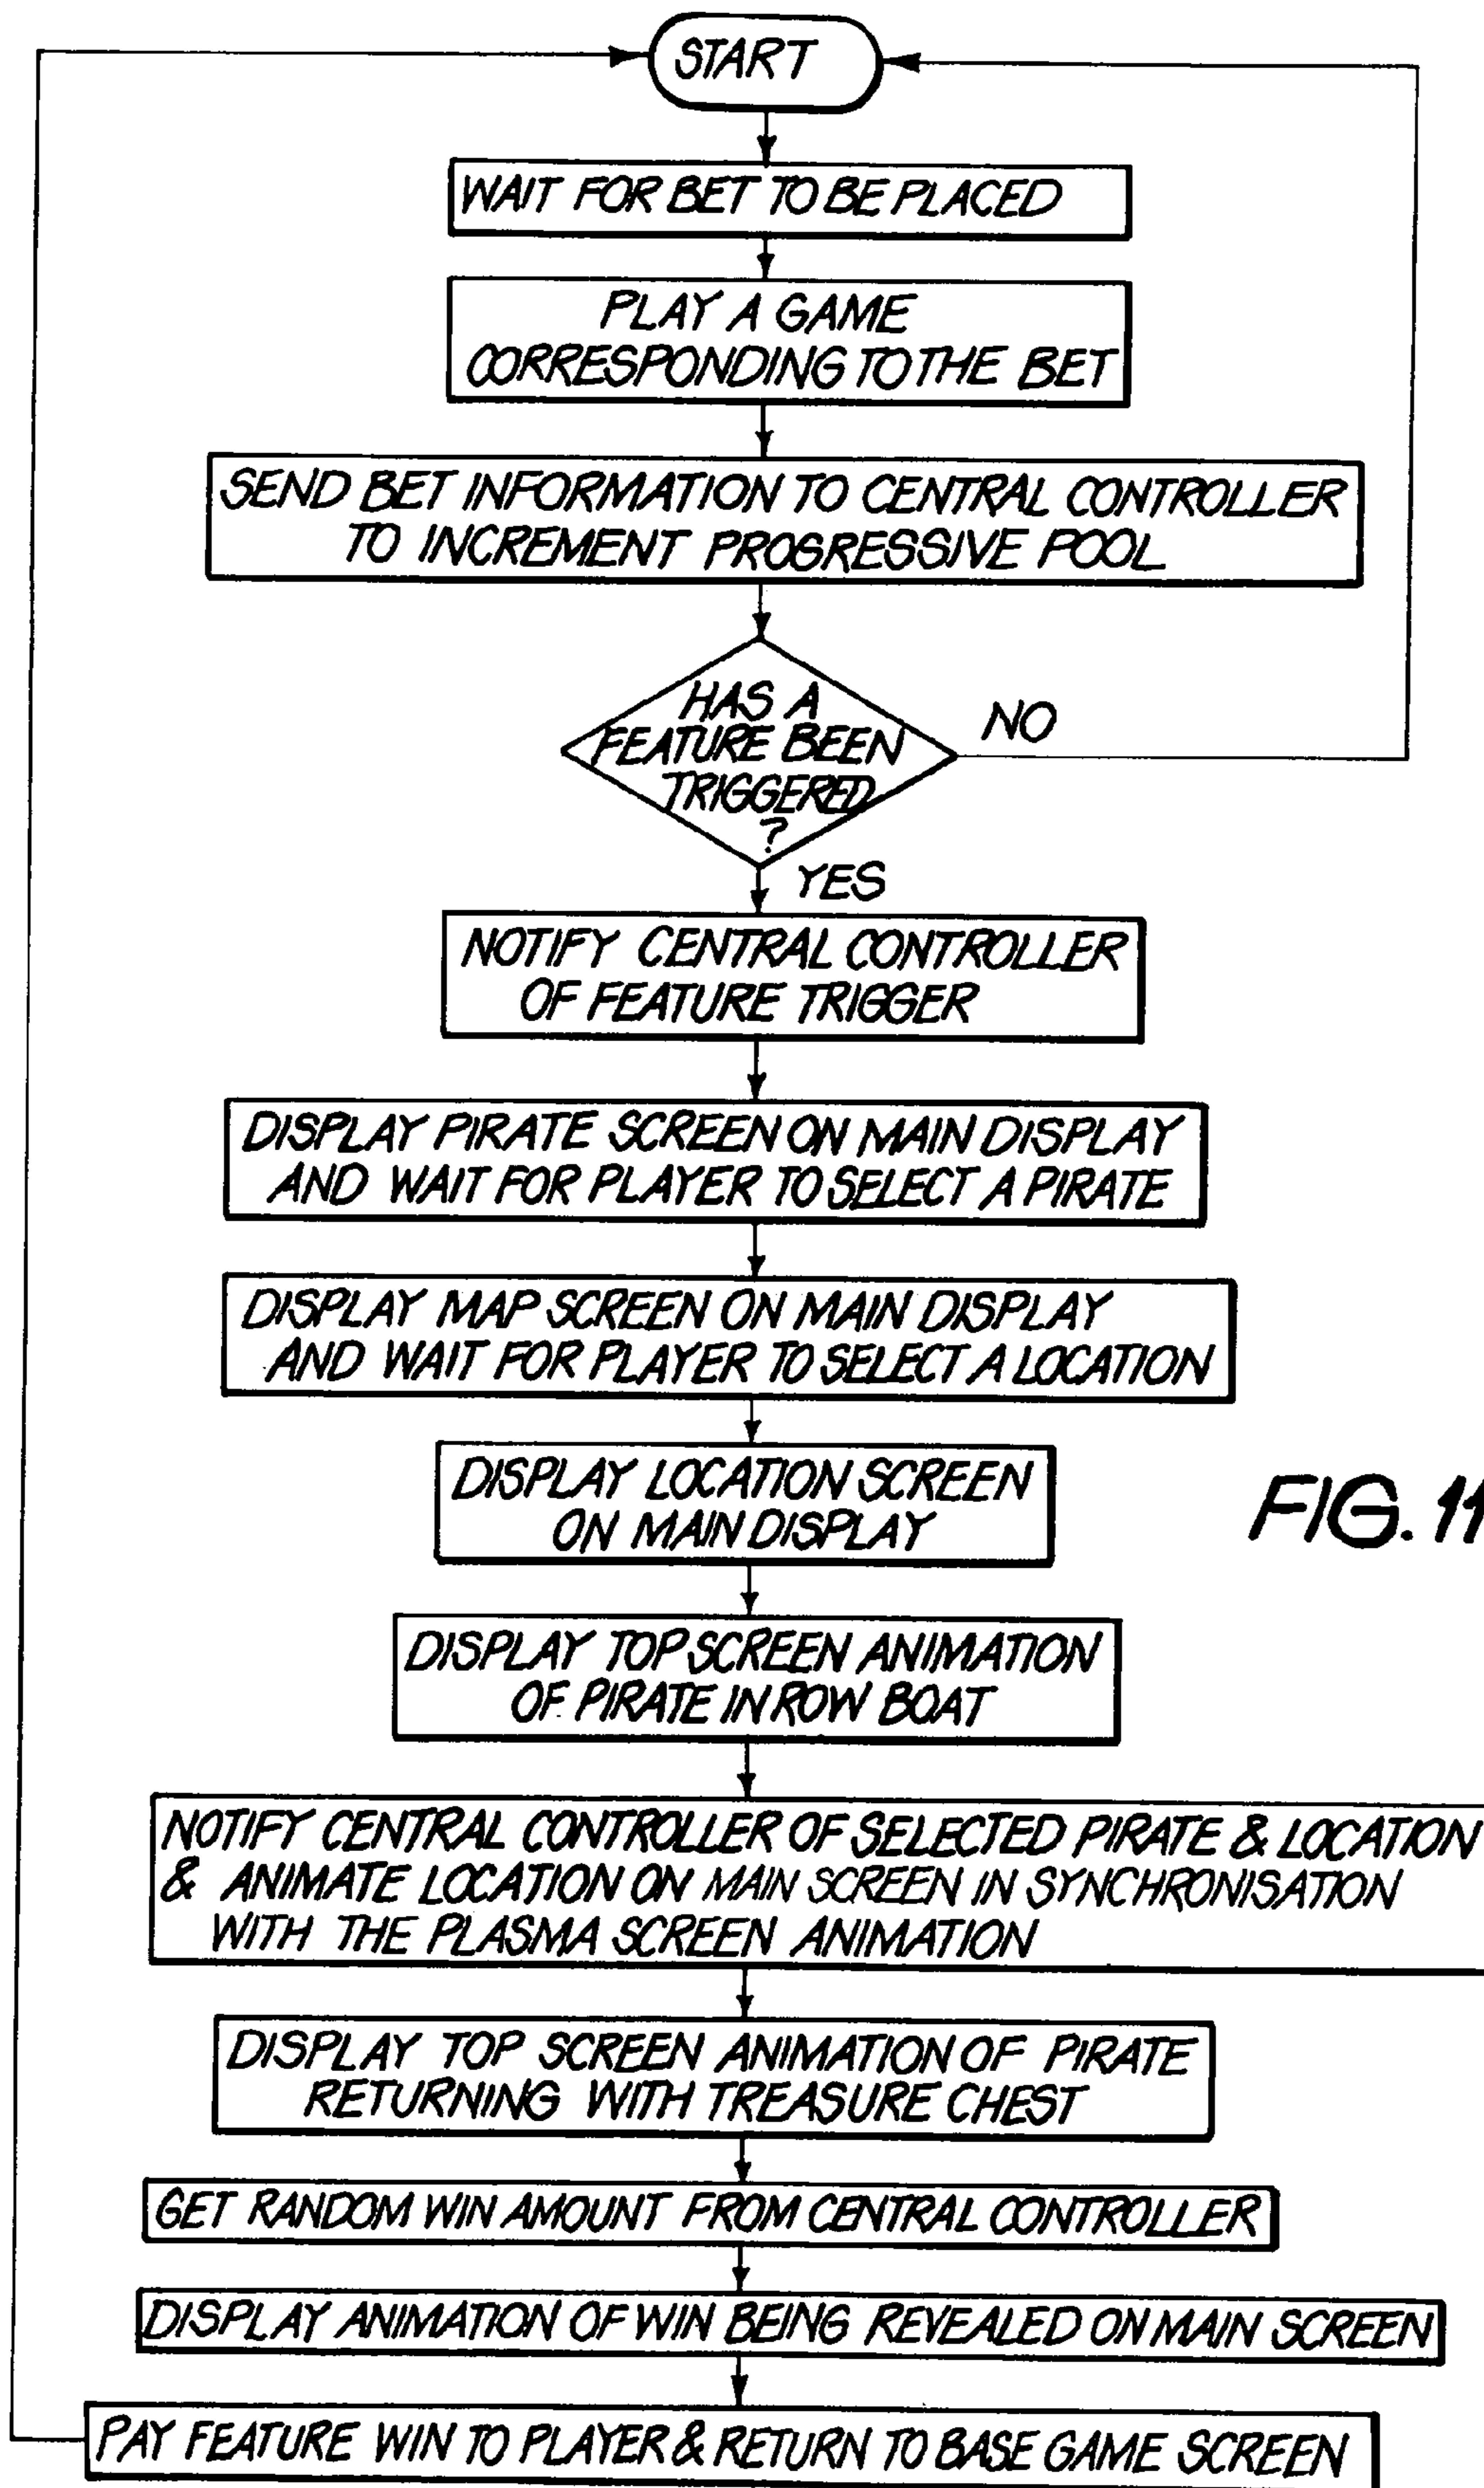 START
WAIT FOR BET TO BE PLACED
PLAY A GAME
CORRESPONDING TO THE BET
SEND BET INFORMATION TO CENTRAL CONTROLLER
TO INCREMENT PROGRESSIVE POOL
HAS A
FEATURE BEEN
TRIGGERED
?
NO
YES
NOTIFY CENTRAL CONTROLLER
OF FEATURE TRIGGER
DISPLAY PIRATE SCREEN ON MAIN DISPLAY
AND WAIT FOR PLAYER TO SELECT A PIRATE
DISPLAY MAP SCREEN ON MAIN DISPLAY
AND WAIT FOR PLAYER TO SELECT A LOCATION
DISPLAY LOCATION SCREEN
ON MAIN DISPLAY
FIG. 11
DISPLAY TOP SCREEN ANIMATION
OF PIRATE IN ROW BOAT
NOTIFY CENTRAL CONTROLLER OF SELECTED PIRATE & LOCATION
& ANIMATE LOCATION ON MAIN SCREEN IN SYNCHRONISATION
WITH THE PLASMA SCREEN ANIMATION
DISPLAY TOP SCREEN ANIMATION OF PIRATE
RETURNING WITH TREASURE CHEST
GET RANDOM WIN AMOUNT FROM CENTRAL CONTROLLER
DISPLAY ANIMATION OF WIN BEING REVEALED ON MAIN SCREEN
PAY FEATURE WIN TO PLAYER & RETURN TO BASE GAME SCREEN